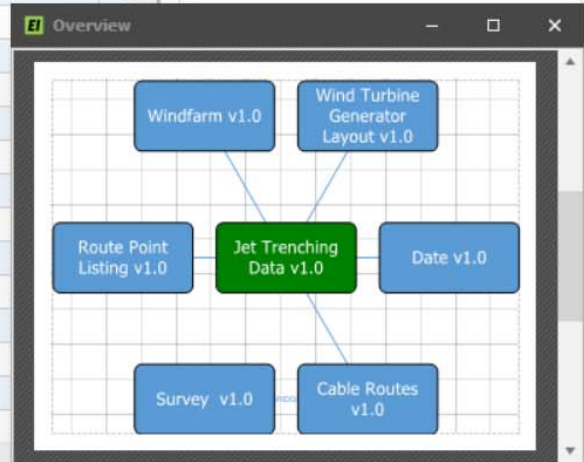 EI Overview
Windfarm v1.0
Wind Turbine
Generator
Layout v1.0
Route Point
Listing v1.0
Jet Trenching
Data v1.0
Date v1.0
Survey v1.0
Cable Routes
v1.0